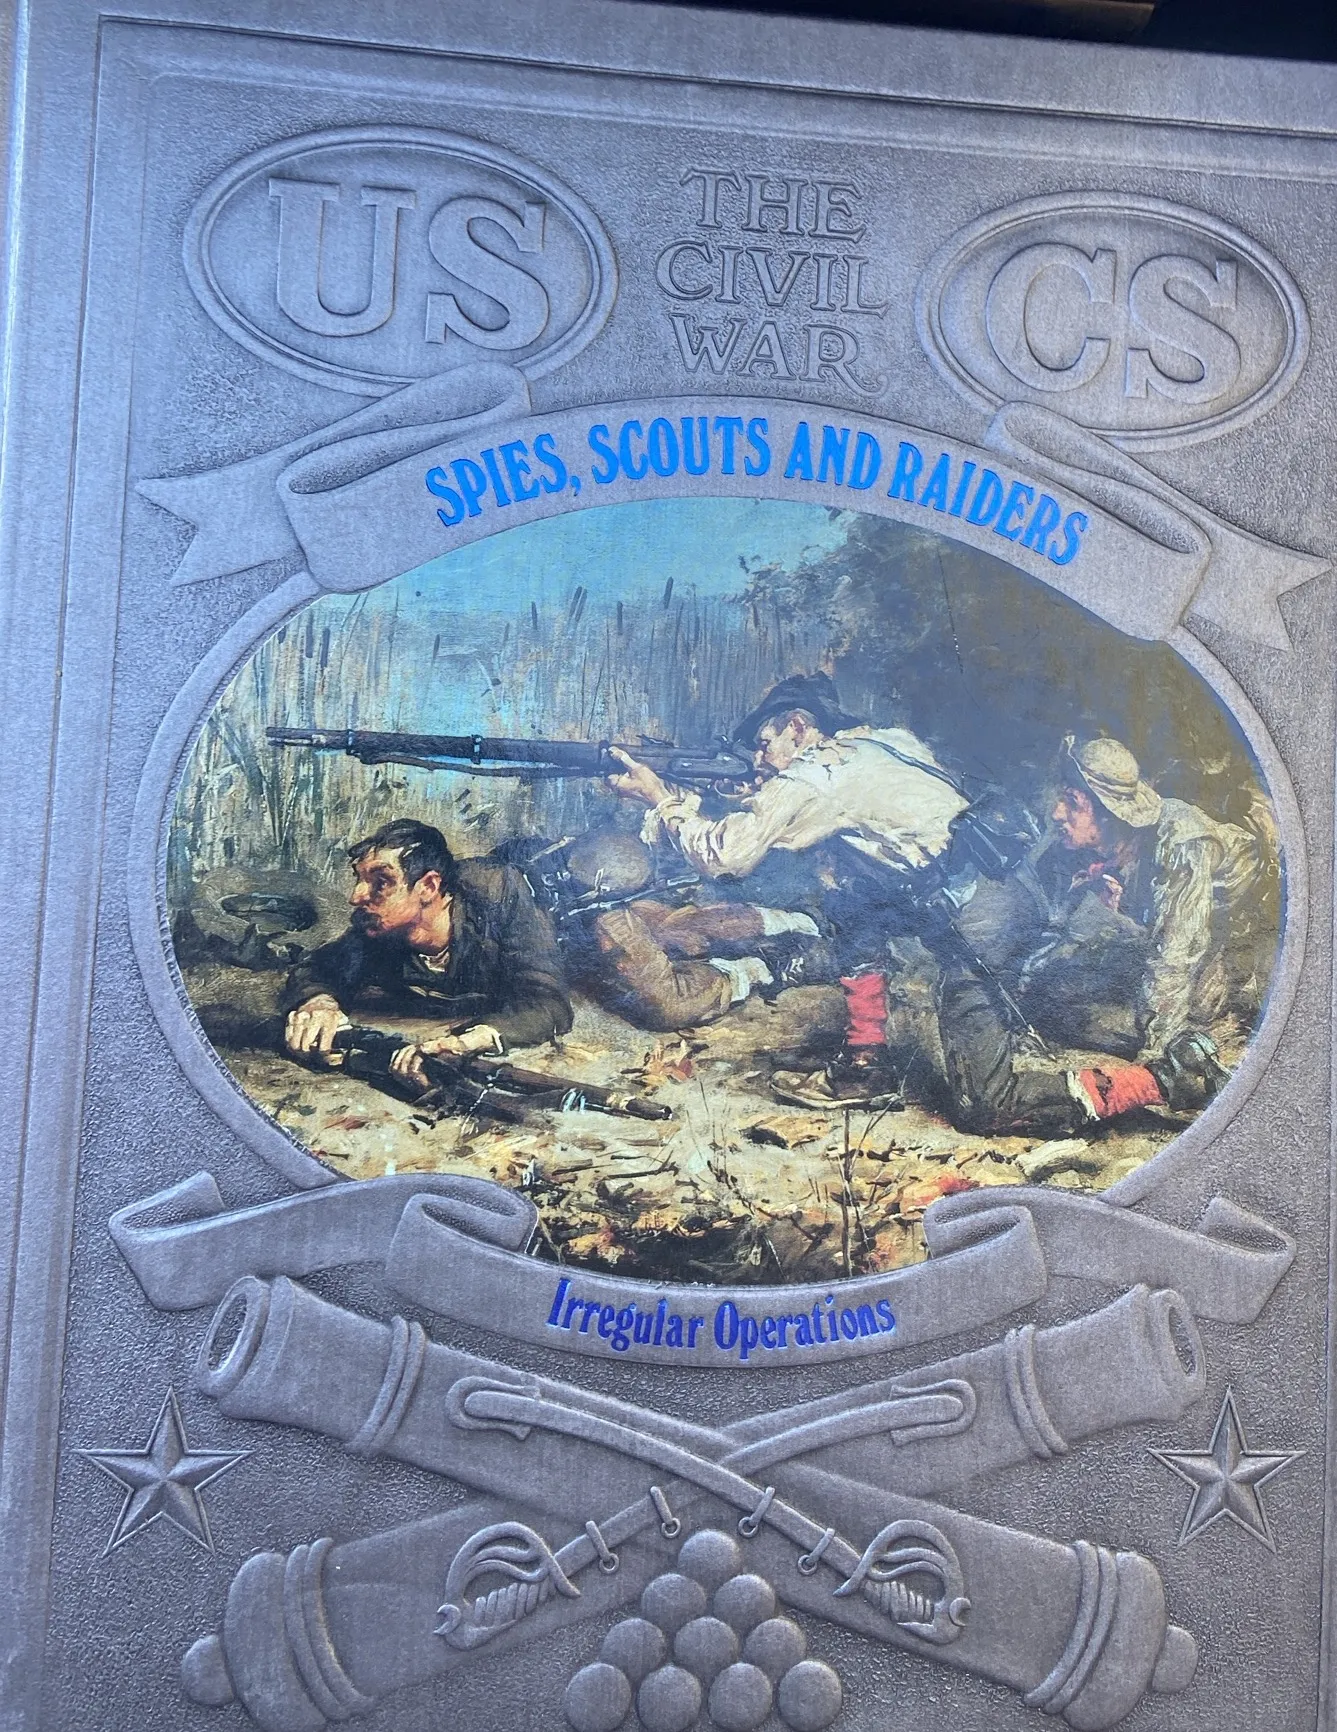 US
THE
CIVIL
WAR
CS
SPIES, SCOUTS AND RAIDERS
Irregular Operations